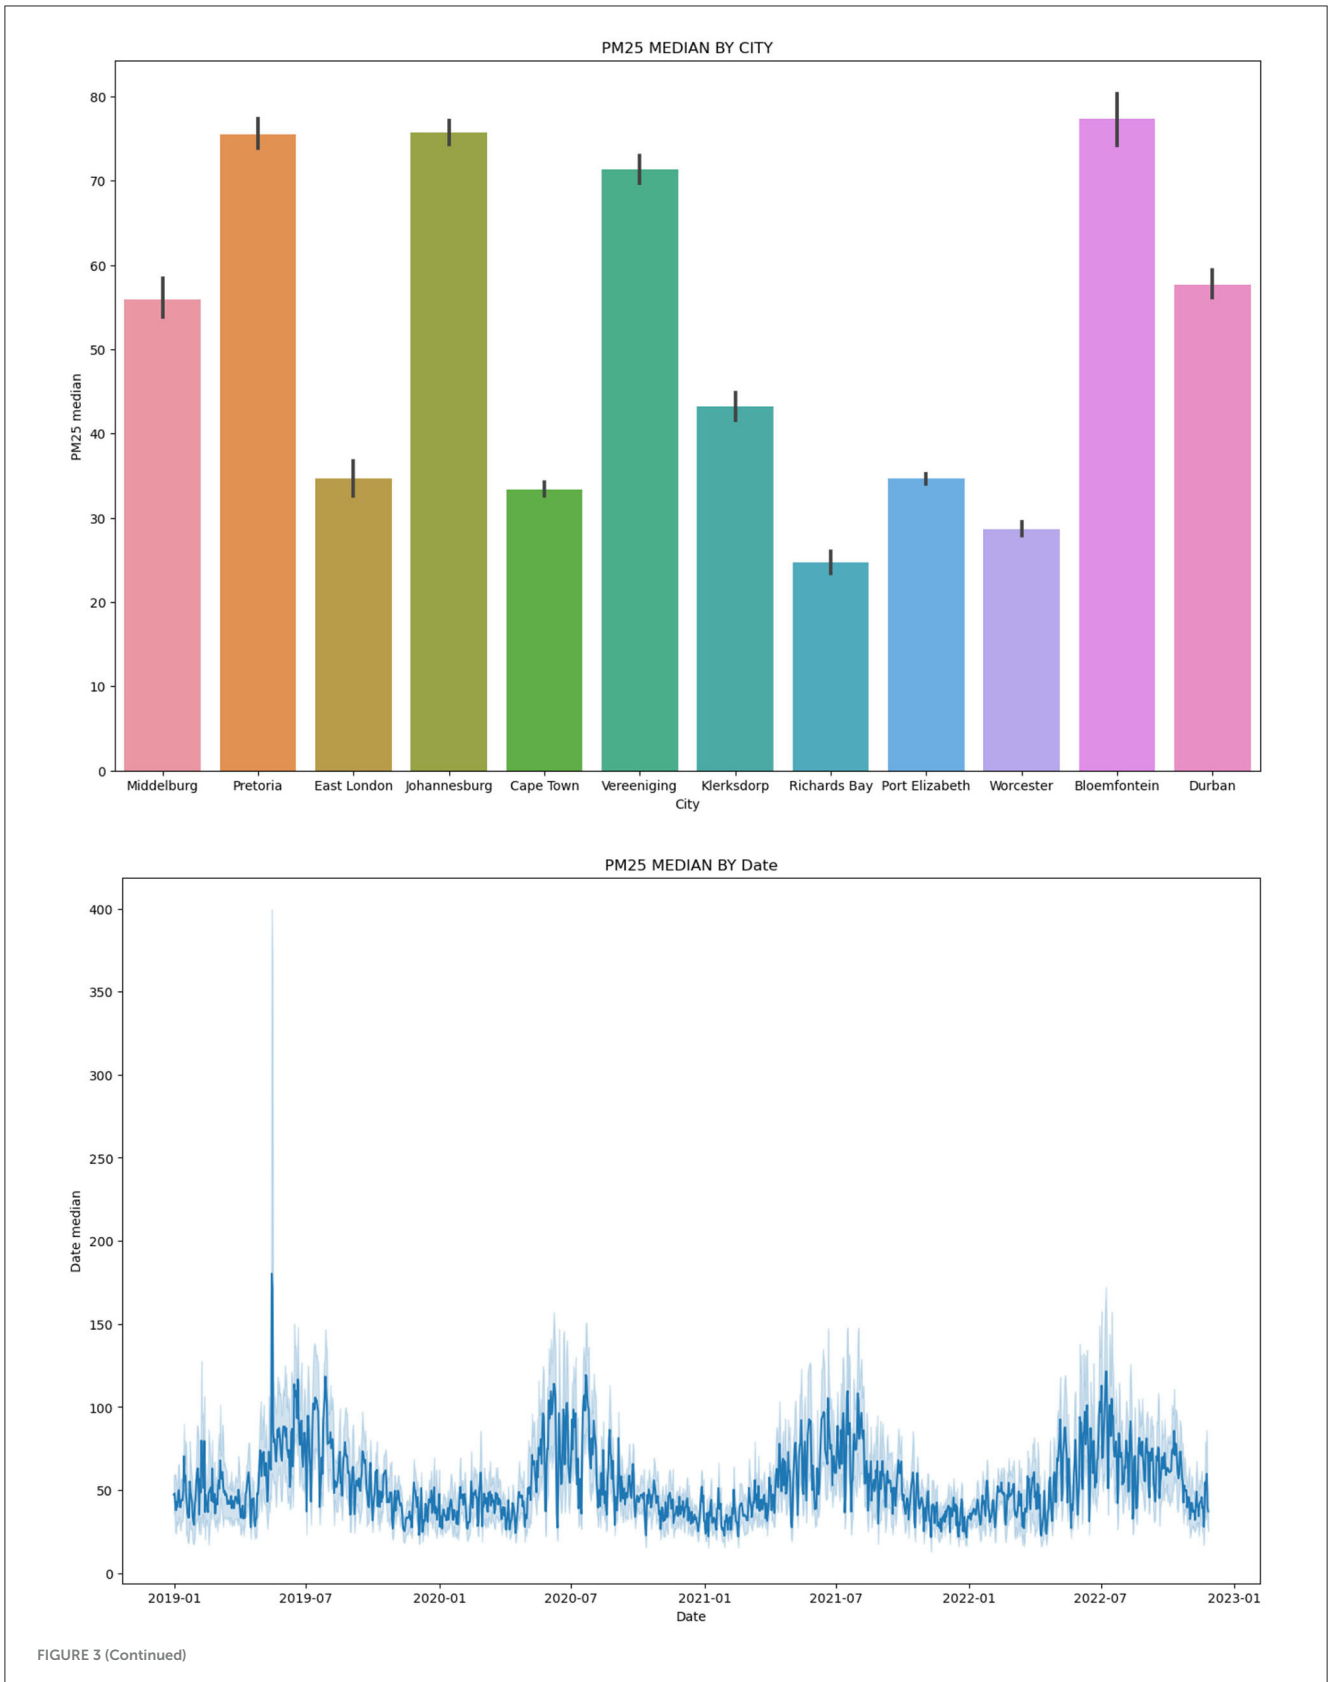 PM25 MEDIAN BY CITY
80
70
60
50
40
30
20
10
0
PM25 median
Middelburg Pretoria East London Johannesburg Cape Town Vereeniging Klerksdorp Richards Bay Port Elizabeth Worcester Bloemfontein Durban
City
PM25 MEDIAN BY Date
400
350
300
250
200
150
100
50
0
Date median
2019-01 2019-07 2020-01 2020-07 2021-01 2021-07 2022-01 2022-07 2023-01
Date
FIGURE 3 (Continued)